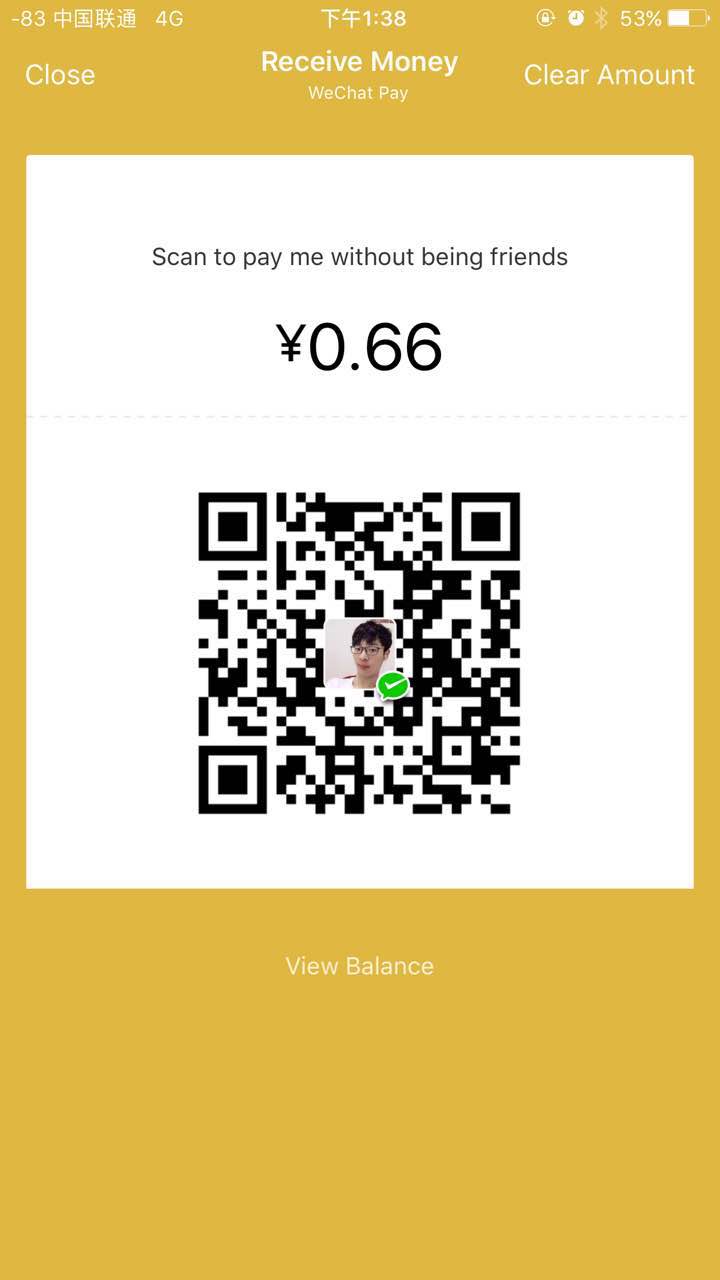 -83 中国联通 4G 下午1:38 53%
Close
Receive Money
WeChat Pay
Clear Amount
Scan to pay me without being friends
¥0.66
View Balance